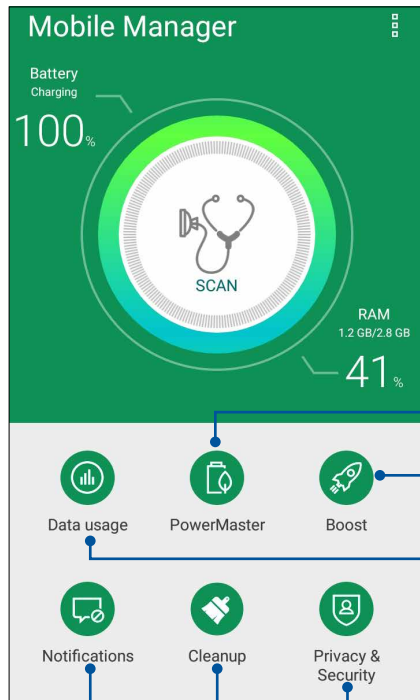 Mobile Manager
Battery
Charging
100%
SCAN
RAM
1.2 GB/2.8 GB
41%
Data usage
PowerMaster
Boost
Notifications
Cleanup
Privacy &
Security